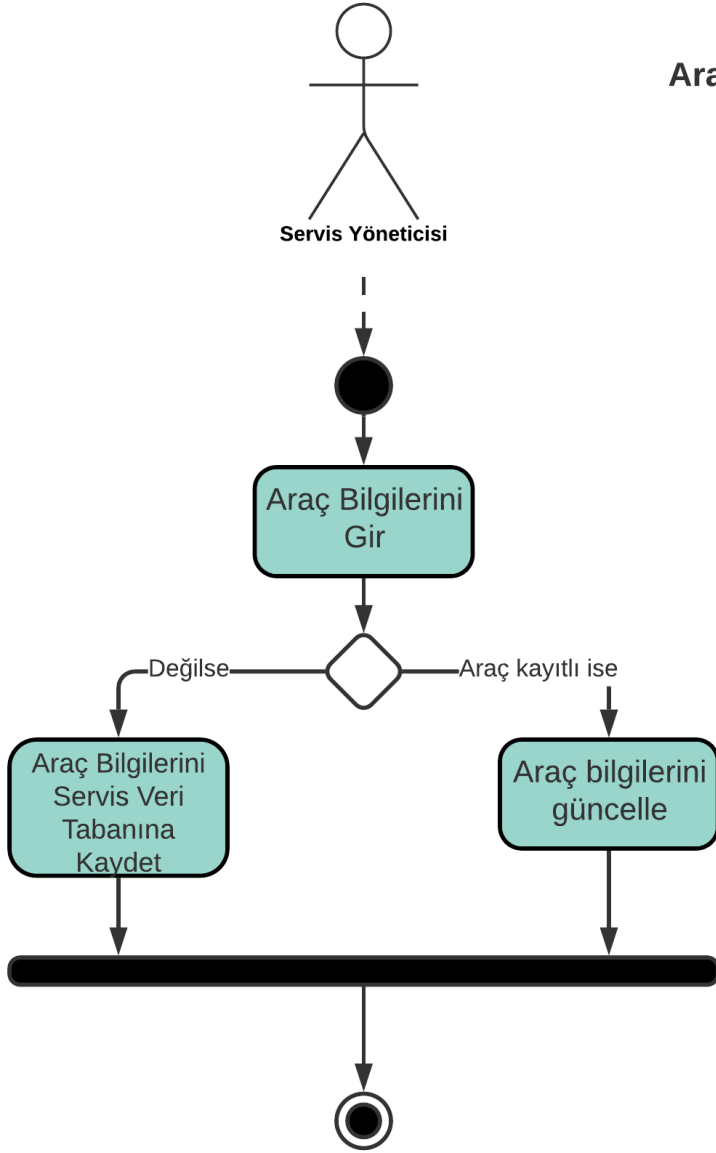 Servis Yöneticisi
Araç Bilgilerini
Gir
Değilse
Araç kayıtlı ise
Araç Bilgilerini
Servis Veri
Tabanına
Kaydet
Araç bilgilerini
güncelle